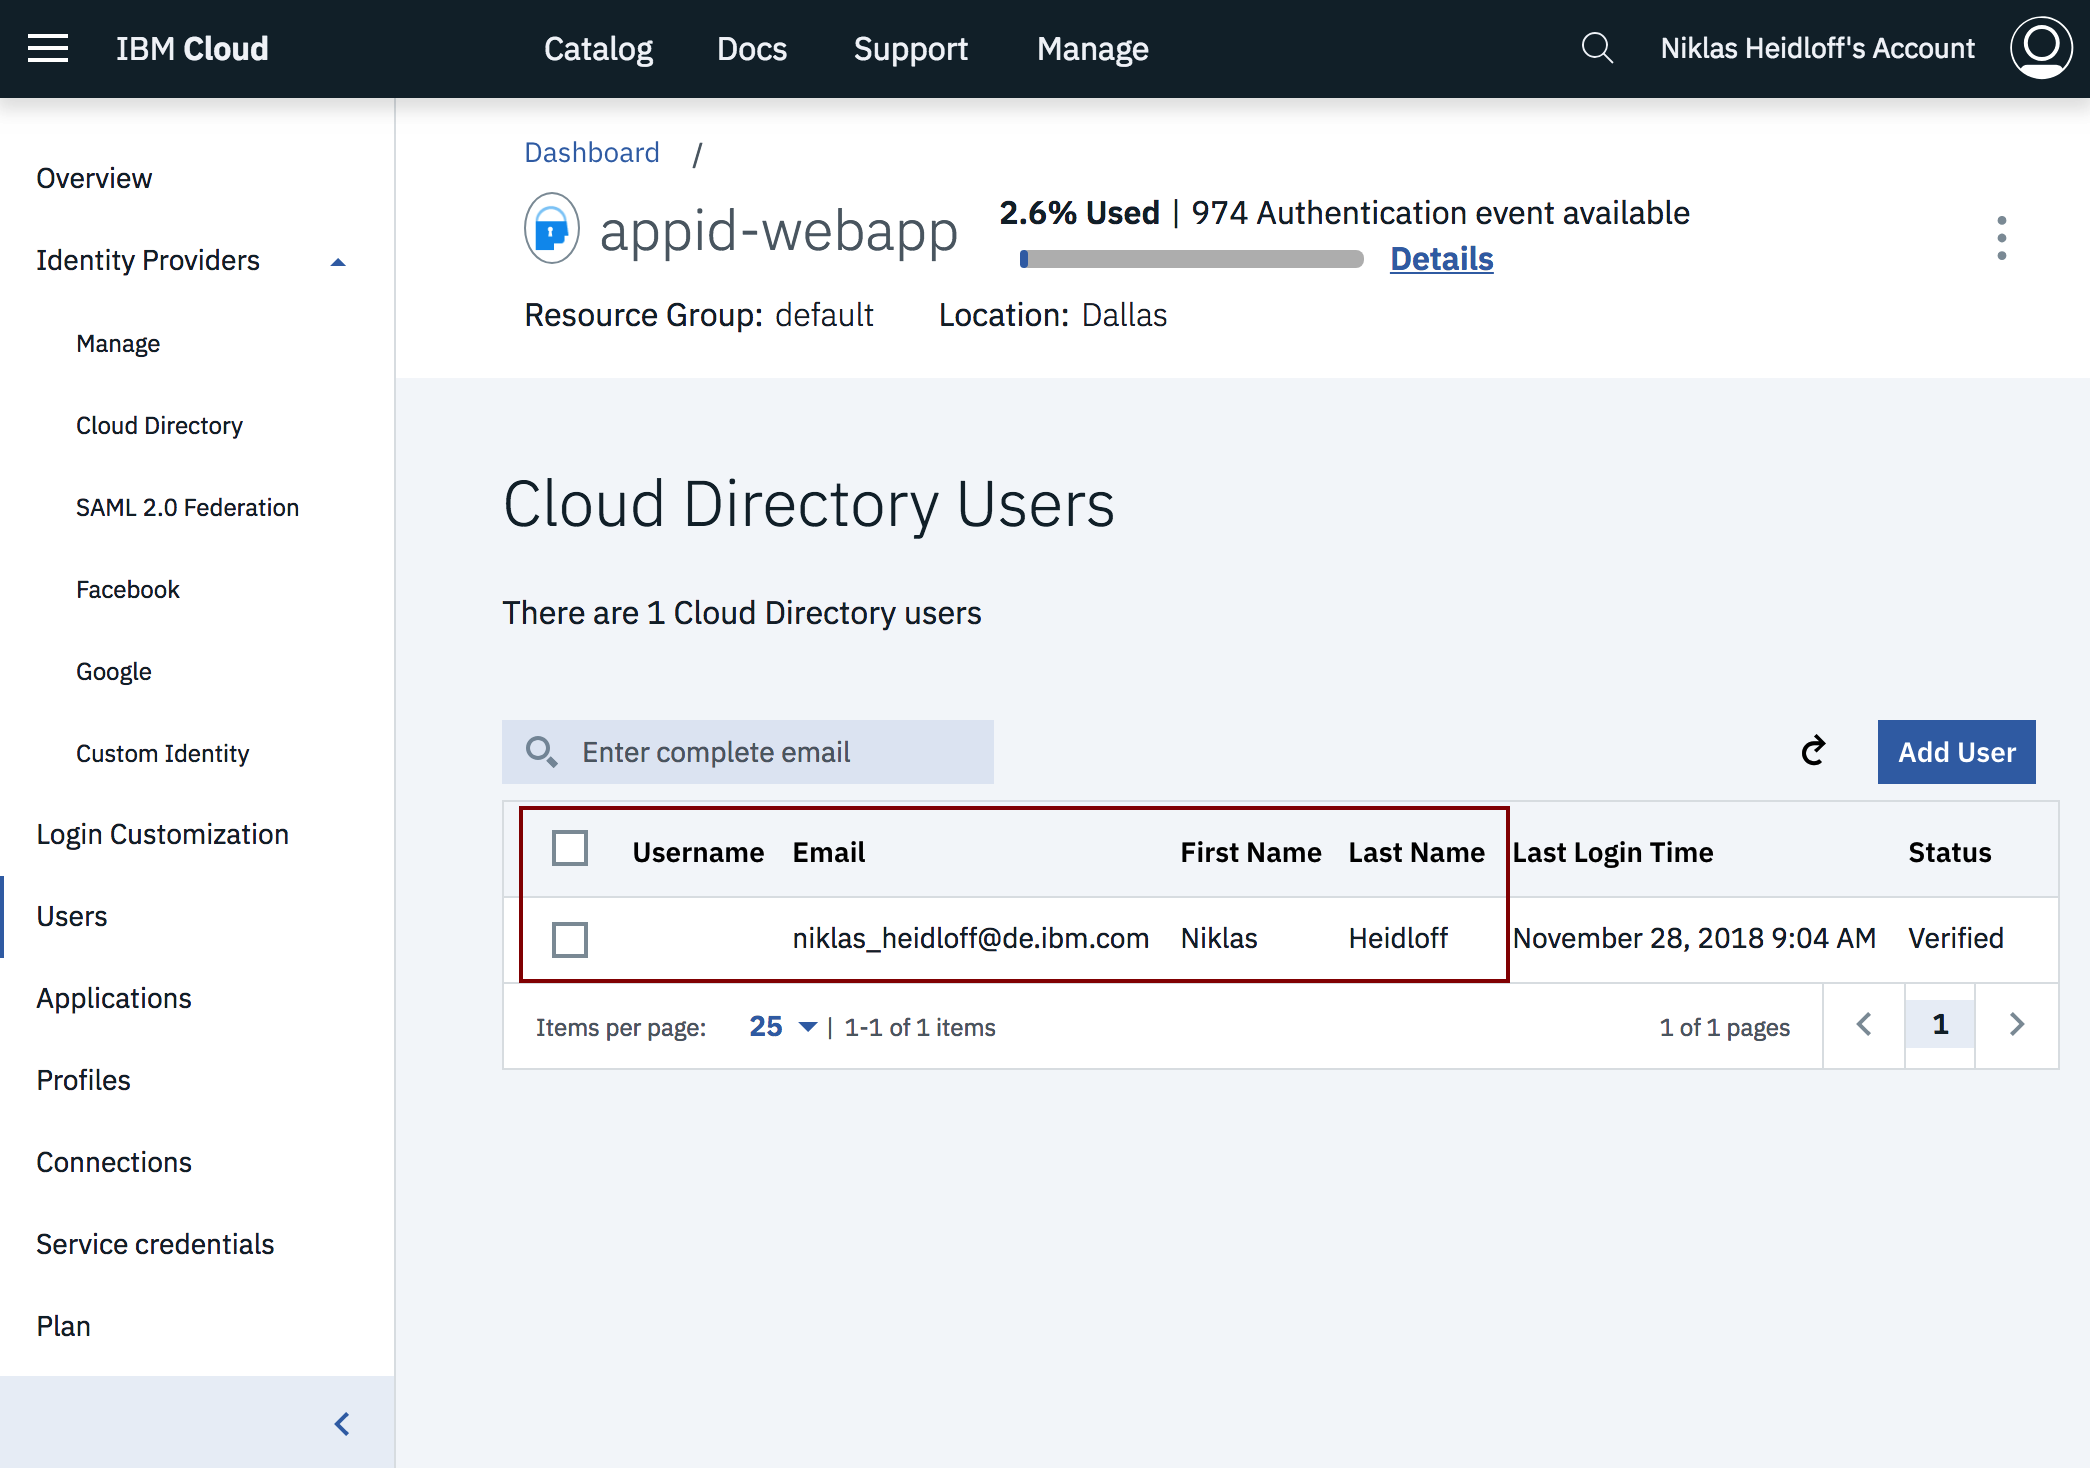 IBM Cloud
Catalog Docs Support Manage
Niklas Heidloff's Account
Overview
Identity Providers
Manage
Cloud Directory
SAML 2.0 Federation
Facebook
Google
Custom Identity
Login Customization
Users
Applications
Profiles
Connections
Service credentials
Plan
Dashboard /
appid-webapp
2.6% Used | 974 Authentication event available
Details
Resource Group: default Location: Dallas
Cloud Directory Users
There are 1 Cloud Directory users
Enter complete email
Add User
Username Email First Name Last Name Last Login Time Status
niklas_heidloff@de.ibm.com Niklas Heidloff November 28, 2018 9:04 AM Verified
Items per page: 25 | 1-1 of 1 items 1 of 1 pages 1